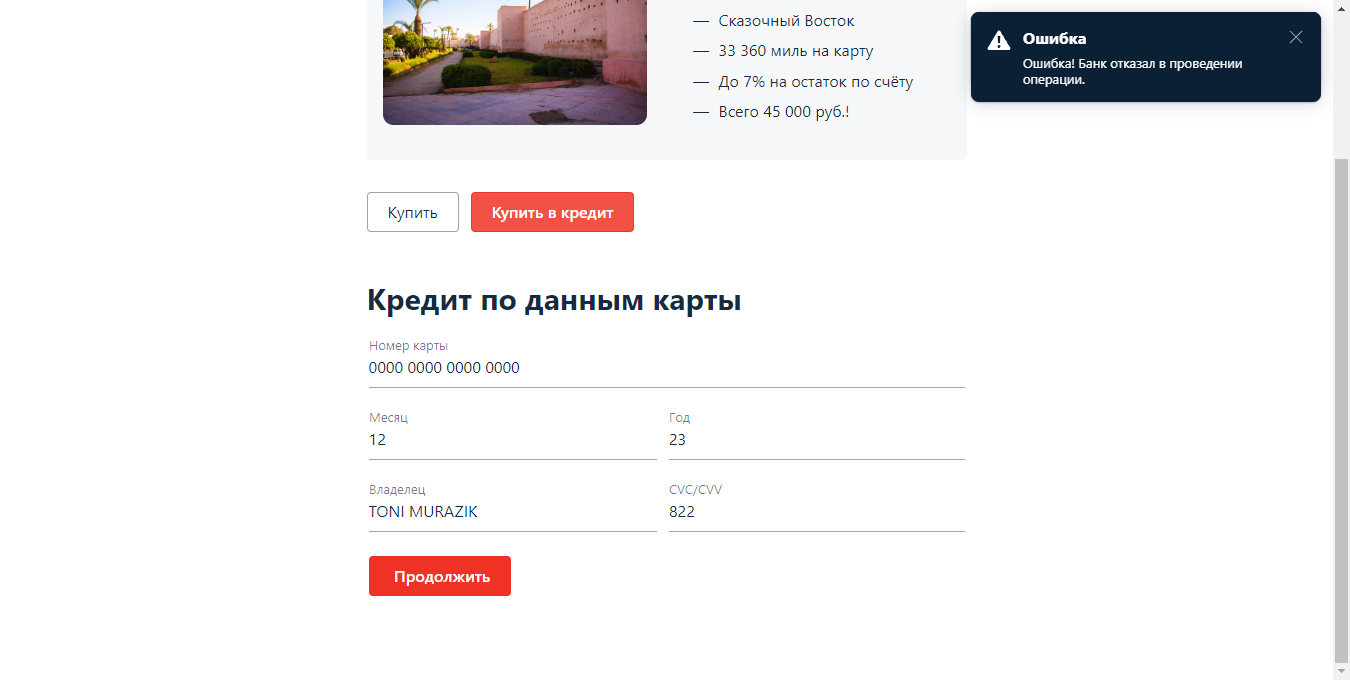 — Сказочный Восток
— 33 360 миль на карту
— До 7% на остаток по счёту
— Всего 45 000 руб.!
Ошибка
Ошибка! Банк отказал в проведении
операции.
Купить
Купить в кредит
Кредит по данным карты
Номер карты
0000 0000 0000 0000
Месяц
Год
12
23
Владелец
CVC/CVV
TONI MURAZIK
822
Продолжить